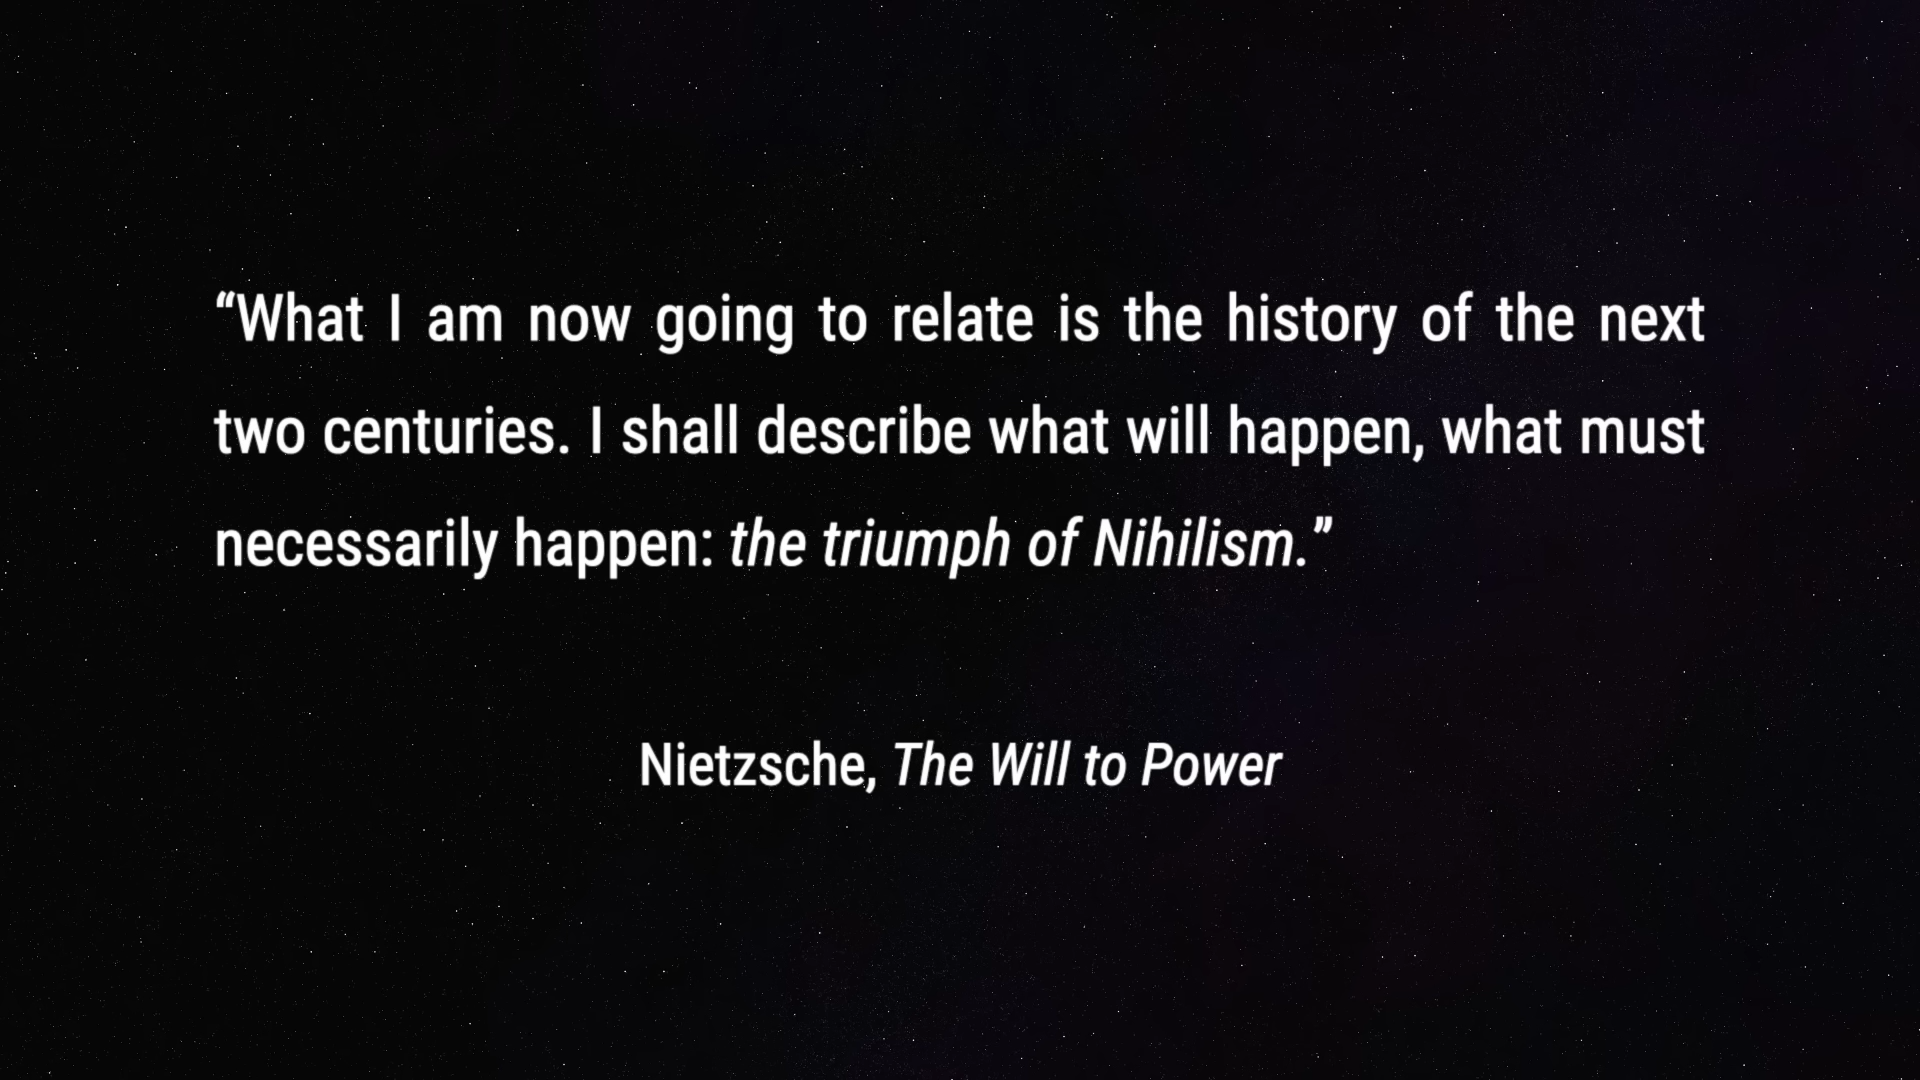 “What I am now going to relate is the history of the next
two centuries. I shall describe what will happen, what must
necessarily happen: the triumph of Nihilism.”
Nietzsche, The Will to Power